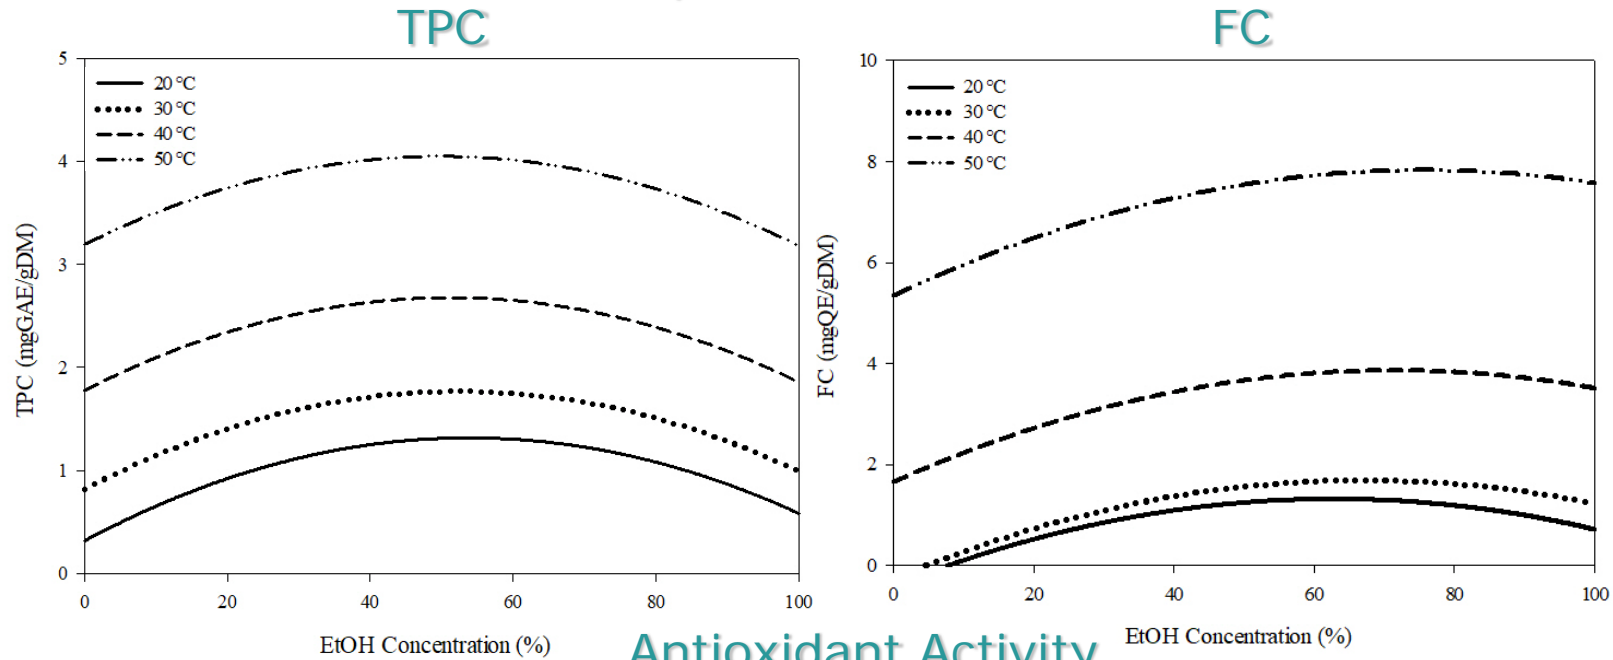 TPC
5
4
3
2
1
0
20 °C
30 °C
40 °C
50 °C
TPC (mgGAE/gDM)
0 20 40 60 80 100
EtOH Concentration (%)
FC
10
8
6
4
2
0
20 °C
30 °C
40 °C
50 °C
FC (mgQE/gDM)
0 20 40 60 80 100
EtOH Concentration (%)
Antioxidant Activity